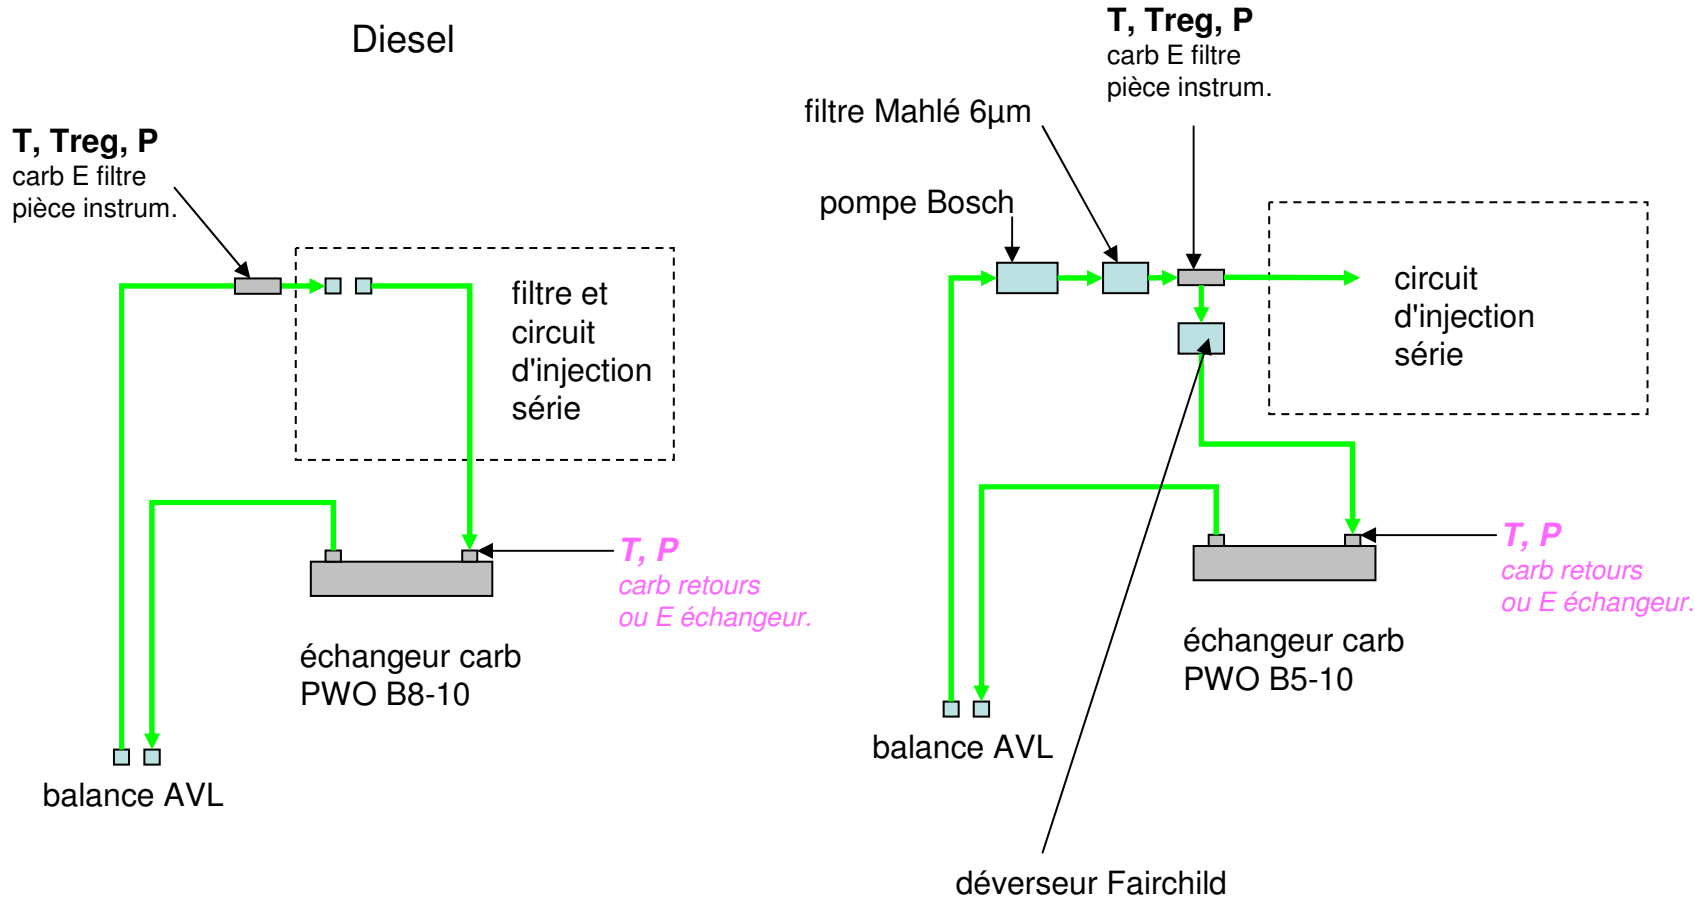 Diesel
T, Treg, P
carb E filtre
pièce instrum.
filtre et
circuit
d'injection
série
T, P
carb retours
ou E échangeur.
échangeur carb
PWO B8-10
balance AVL
T, Treg, P
carb E filtre
pièce instrum.
filtre Mahlé 6µm
pompe Bosch
circuit
d'injection
série
T, P
carb retours
ou E échangeur.
échangeur carb
PWO B5-10
balance AVL
déverseur Fairchild